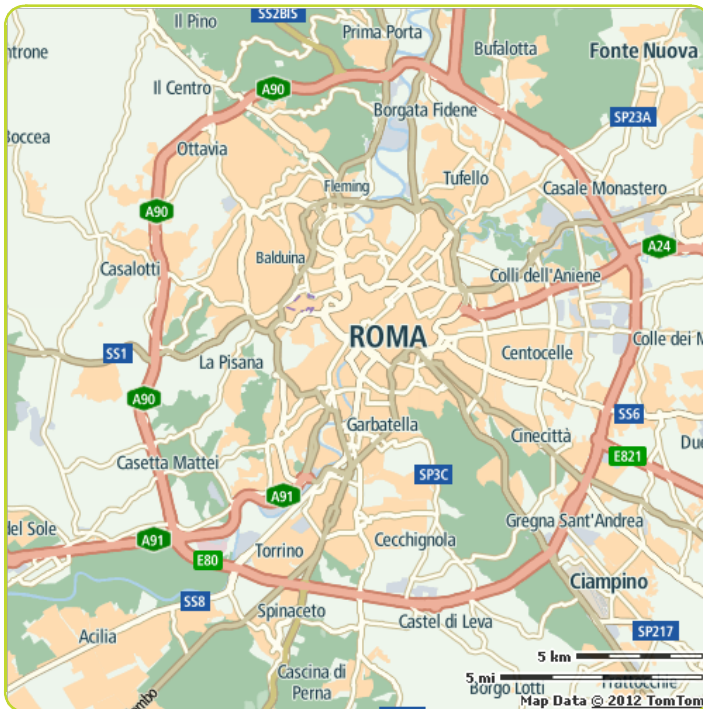 SS2BIS
Il Pino
Prima Porta
Bufalotta
Fonte Nuova
Il Centro
A90
Borgata Fidene
SP23A
Boccea
Ottavia
Fleming
Tufello
Casale Monastero
A90
A24
Balduina
Casalotti
Colli dell'Aniene
ROMA
SS1
La Pisana
Centocelle
Colle dei M
A90
SS6
Garbatella
Cinecittà
Casetta Mattei
E821
SP3C
A91
del Sole
A91
Gregna Sant'Andrea
Torrino
Cecchignola
E80
Ciampino
SS8
Spinaceto
Castel di Leva
Acilia
SP217
5 km
Cascina di
Perna
5 mi
Borgo Lotti
Frattocchie
Map Data © 2012 TomTom